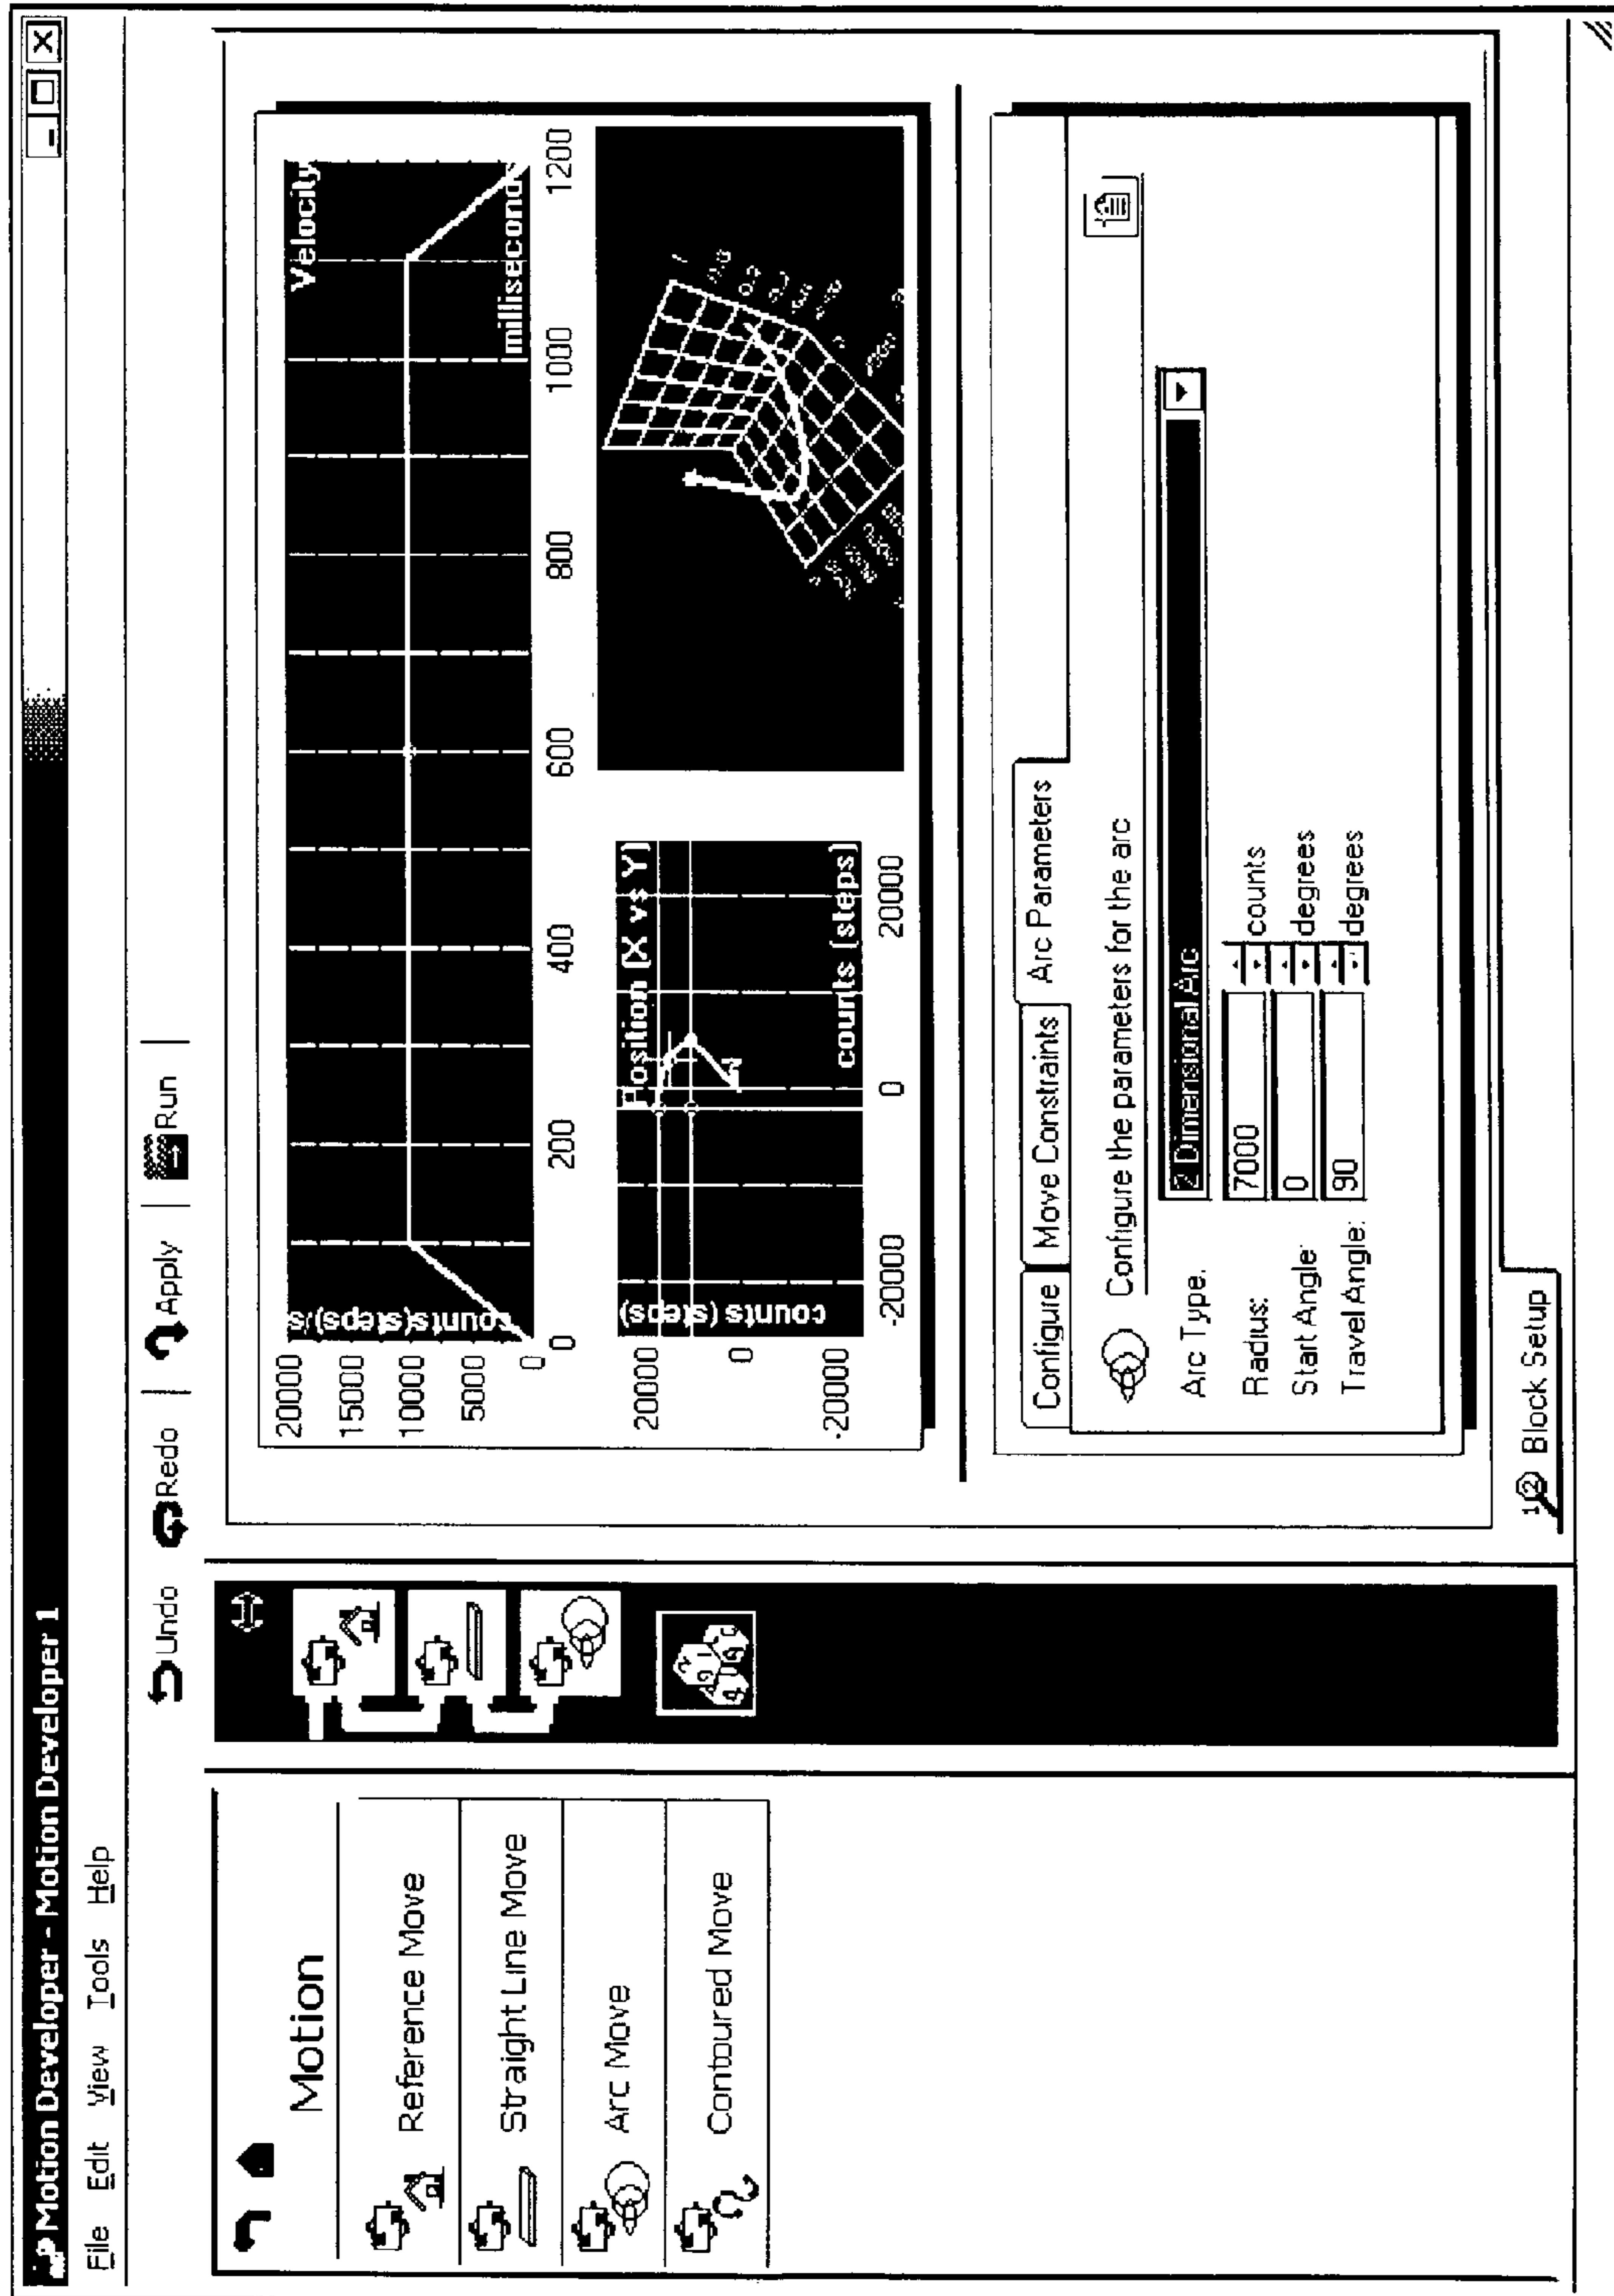 Motion Developer - Motion Developer 1
File Edit View Tools Help
Undo Redo Apply Run
Motion
Reference Move
Straight Line Move
Arc Move
Contoured Move
20000
15000
10000
5000
0
counts(steps)/s
Velocity
milliseconds
0 200 400 600 800 1000 1200
20000
0
-20000
counts (steps)
Position (X vs Y)
counts (steps)
-20000 0 20000
Configure Move Constraints Arc Parameters
Configure the parameters for the arc
Arc Type:
2 Dimensional Arc
Radius: 7000 counts
Start Angle: 0 degrees
Travel Angle: 90 degrees
Block Setup